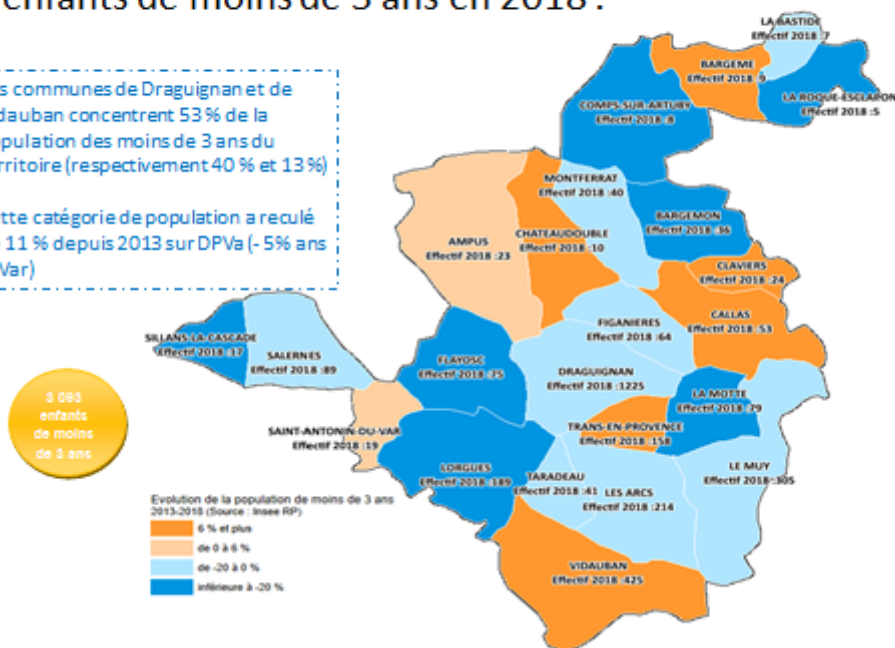 enfants de moins de 3 ans en 2018 :
s communes de Draguignan et de
dauban concentrent 53 % de la
opulation des moins de 3 ans du
rritoire (respectivement 40 % et 13 %)
tte catégorie de population a reculé
11 % depuis 2013 sur DPVa (- 5% ans
Var)
LA BASTIDE
Effectif 2018 :7
BARGEME
Effectif 2018 :9
LA ROQUE-ESCLAPON
Effectif 2018 :5
COMPS-SUR-ARTUBY
Effectif 2018 :8
MONTFERRAT
Effectif 2018 :40
BARGEMON
Effectif 2018 :36
AMPUS
Effectif 2018 :23
CHATEAUDOUBLE
Effectif 2018 :10
CLAVIERS
Effectif 2018 :24
CALLAS
Effectif 2018 :53
FIGANIERES
Effectif 2018 :64
SILLANS-LA-CASCADE
Effectif 2018 :17
SALERNES
Effectif 2018 :89
FLAYOSC
Effectif 2018 :75
DRAGUIGNAN
Effectif 2018 :1225
LA MOTTE
Effectif 2018 :79
3 093
enfants
de moins
de 3 ans
SAINT-ANTONIN-DU-VAR
Effectif 2018 :19
TRANS-EN-PROVENCE
Effectif 2018 :158
LORGUES
Effectif 2018 :189
TARADEAU
Effectif 2018 :41
LES ARCS
Effectif 2018 :214
LE MUY
Effectif 2018 :305
VIDAUBAN
Effectif 2018 :425
Evolution de la population de moins de 3 ans
2013-2018 (Source : Insee RP)
6 % et plus
de 0 à 6 %
de -20 à 0 %
inférieure à -20 %